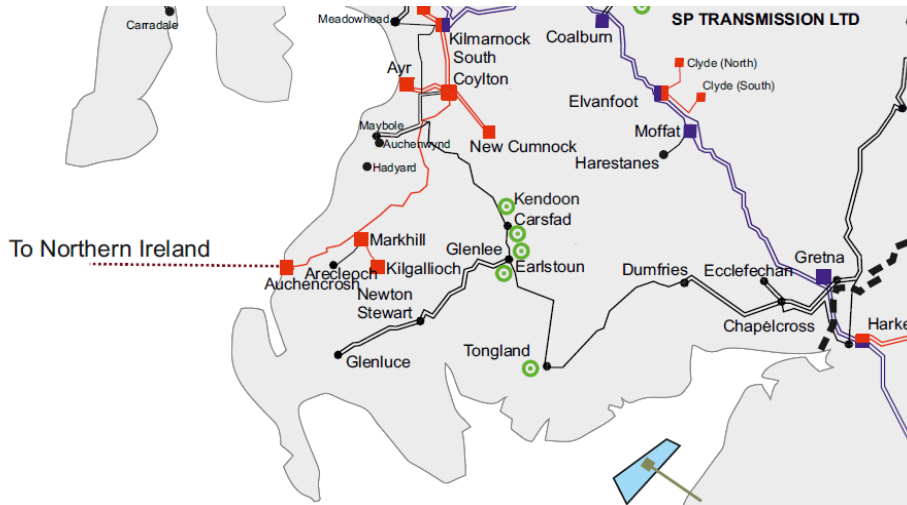 SP TRANSMISSION LTD
Carradale
Meadowhead
Kilmarnock
South
Coalburn
Clyde (North)
Ayr
Coylton
Clyde (South)
Elvanfoot
Maybole
Auchenwynd
New Cumnock
Moffat
Hadyard
Harestanes
Kendoon
Carsfad
To Northern Ireland
Markhill
Glenlee
Gretna
Arecleoch
Kilgallioch
Earlstoun
Dumfries
Ecclefechan
Auchencrosh
Newton
Stewart
Chapelcross
Harke
Tongland
Glenluce